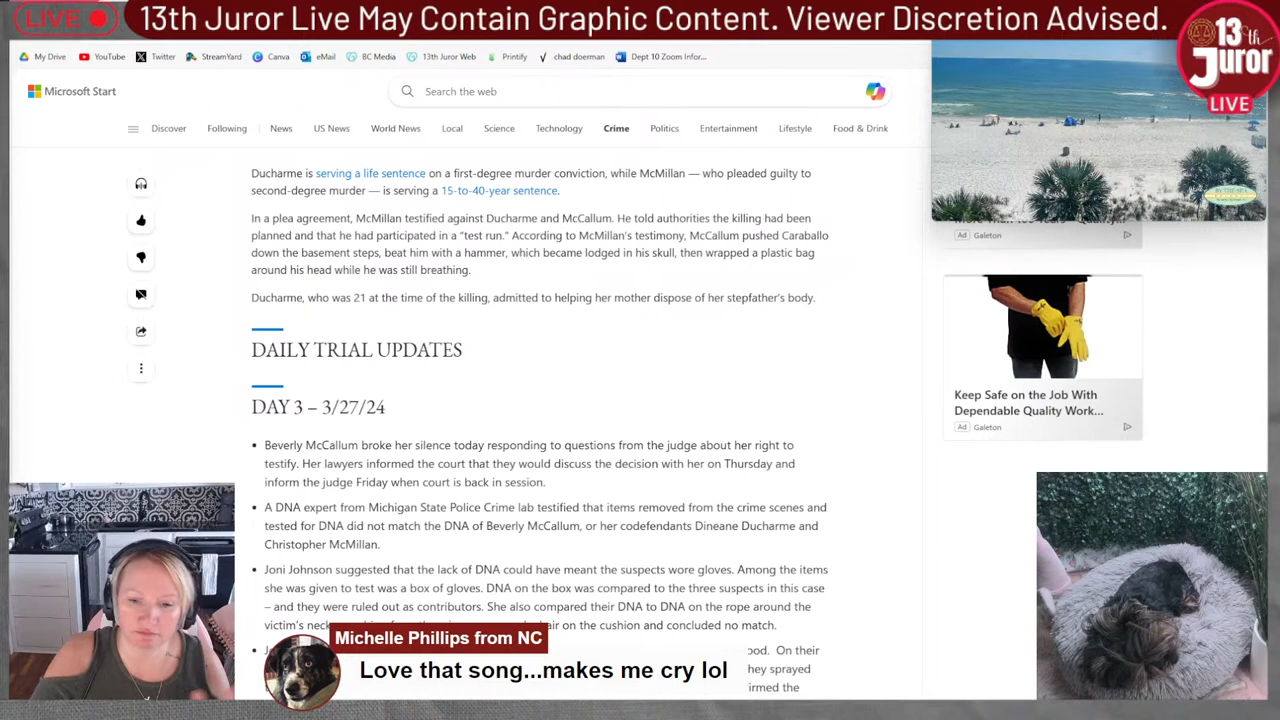 LIVE
13th Juror Live May Contain Graphic Content. Viewer Discretion Advised.
13th
Juror
LIVE
My Drive
YouTube
Twitter
StreamYard
Canva
eMail
BC Media
13th Juror Web
Printify
chad doerman
Dept 10 Zoom Infor...
Microsoft Start
Search the web
Discover
Following
News
US News
World News
Local
Science
Technology
Crime
Politics
Entertainment
Lifestyle
Food & Drink
Ducharme is serving a life sentence on a first-degree murder conviction, while McMillan — who pleaded guilty to
second-degree murder — is serving a 15-to-40-year sentence.
In a plea agreement, McMillan testified against Ducharme and McCallum. He told authorities the killing had been
planned and that he had participated in a “test run.” According to McMillan’s testimony, McCallum pushed Caraballo
down the basement steps, beat him with a hammer, which became lodged in his skull, then wrapped a plastic bag
around his head while he was still breathing.
Ducharme, who was 21 at the time of the killing, admitted to helping her mother dispose of her stepfather’s body.
DAILY TRIAL UPDATES
DAY 3 – 3/27/24
Beverly McCallum broke her silence today responding to questions from the judge about her right to
testify. Her lawyers informed the court that they would discuss the decision with her on Thursday and
inform the judge Friday when court is back in session.
A DNA expert from Michigan State Police Crime lab testified that items removed from the crime scenes and
tested for DNA did not match the DNA of Beverly McCallum, or her codefendants Dineane Ducharme and
Christopher McMillan.
Joni Johnson suggested that the lack of DNA could have meant the suspects wore gloves. Among the items
she was given to test was a box of gloves. DNA on the box was compared to the three suspects in this case
– and they were ruled out as contributors. She also compared their DNA to DNA on the rope around the
victim’s
on the cushion and concluded no match.
On their
they sprayed
the
Ad Galeton
Keep Safe on the Job With
Dependable Quality Work...
Ad Galeton
BY THE SEA
Michelle Phillips from NC
Love that song...makes me cry lol